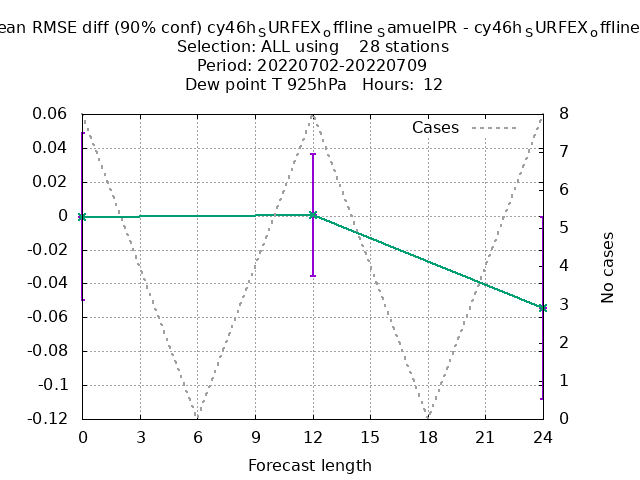 ean RMSE diff (90% conf) cy46h_SURFEX_offline_SamuelPR - cy46h_SURFEX_offline
Selection: ALL using 28 stations
Period: 20220702-20220709
Dew point T 925hPa Hours: 12
Cases
0.06
0.04
0.02
0
-0.02
-0.04
-0.06
-0.08
-0.1
-0.12
8
7
6
5
4
3
2
1
0
No cases
0 3 6 9 12 15 18 21 24
Forecast length